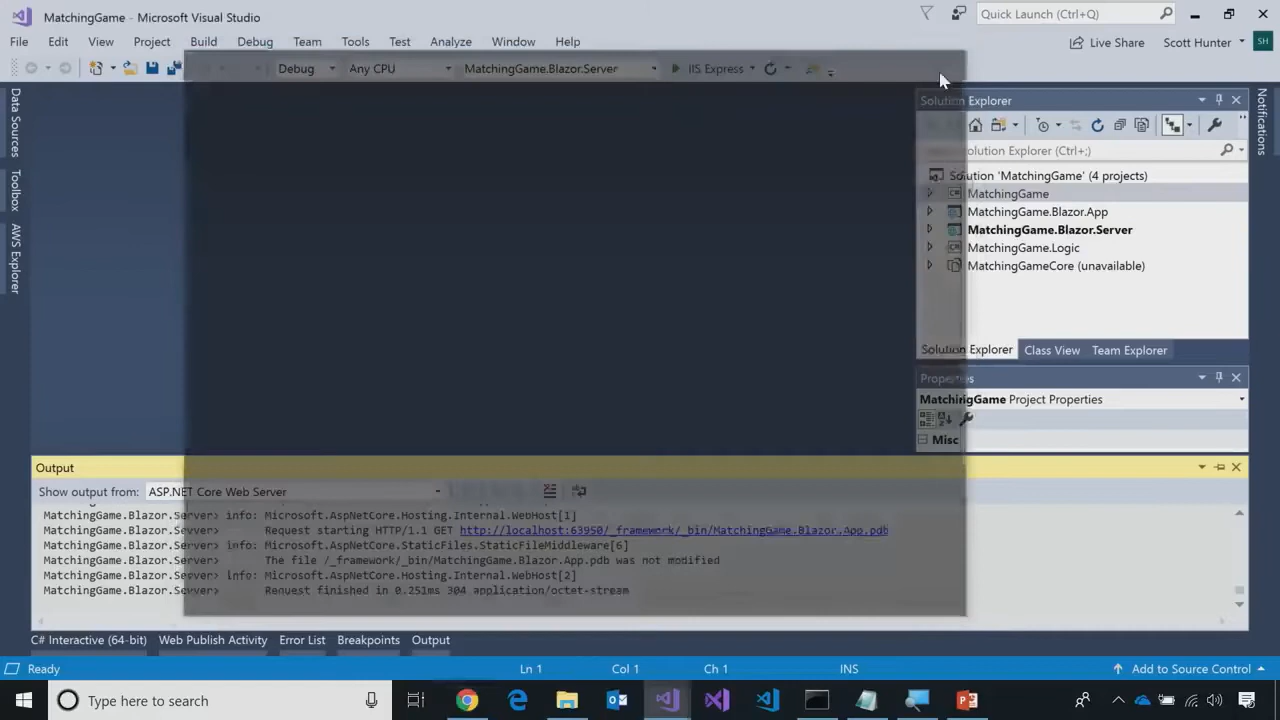 MatchingGame - Microsoft Visual Studio
Quick Launch (Ctrl+Q)
File Edit View Project Build Debug Team Tools Test Analyze Window Help
Live Share
Scott Hunter
SH
Debug
Any CPU
MatchingGame.Blazor.Server
IIS Express
Data Sources
Toolbox
AWS Explorer
Solution Explorer
Solution Explorer (Ctrl+;)
Solution 'MatchingGame' (4 projects)
MatchingGame
MatchingGame.Blazor.App
MatchingGame.Blazor.Server
MatchingGame.Logic
MatchingGameCore (unavailable)
Solution Explorer Class View Team Explorer
Notifications
Properties
MatchingGame Project Properties
Misc
Output
Show output from: ASP.NET Core Web Server
MatchingGame.Blazor.Server> info: Microsoft.AspNetCore.Hosting.Internal.WebHost[1]
MatchingGame.Blazor.Server> Request starting HTTP/1.1 GET http://localhost:63950/_framework/_bin/MatchingGame.Blazor.App.pdb
MatchingGame.Blazor.Server> info: Microsoft.AspNetCore.StaticFiles.StaticFileMiddleware[6]
MatchingGame.Blazor.Server> The file /_framework/_bin/MatchingGame.Blazor.App.pdb was not modified
MatchingGame.Blazor.Server> info: Microsoft.AspNetCore.Hosting.Internal.WebHost[2]
MatchingGame.Blazor.Server> Request finished in 0.251ms 304 application/octet-stream
C# Interactive (64-bit) Web Publish Activity Error List Breakpoints Output
Ready
Ln 1
Col 1
Ch 1
INS
Add to Source Control
Type here to search